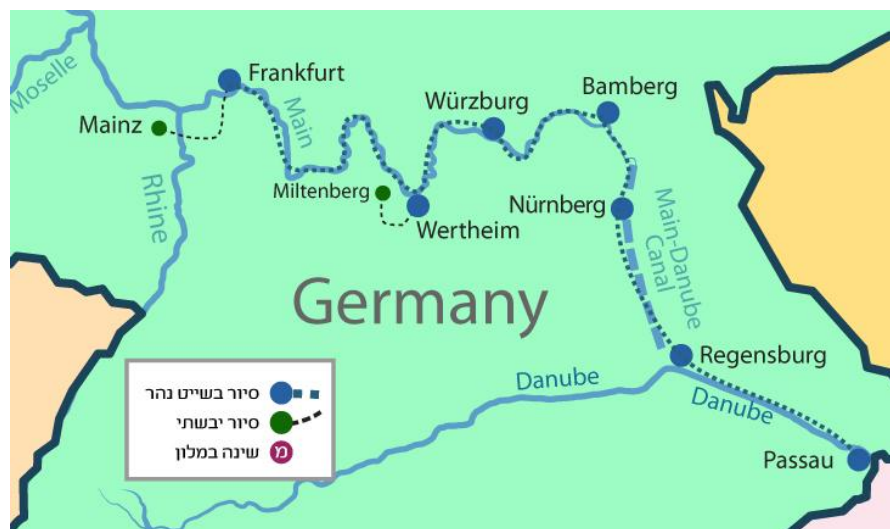 Moselle
Frankfurt
Mainz
Main
Rhine
Miltenberg
Wertheim
Würzburg
Bamberg
Nürnberg
Main-Danube
Canal
Germany
Regensburg
Danube
Danube
Passau
סיור בשייט נהר
סיור יבשתי
מ שינה במלון